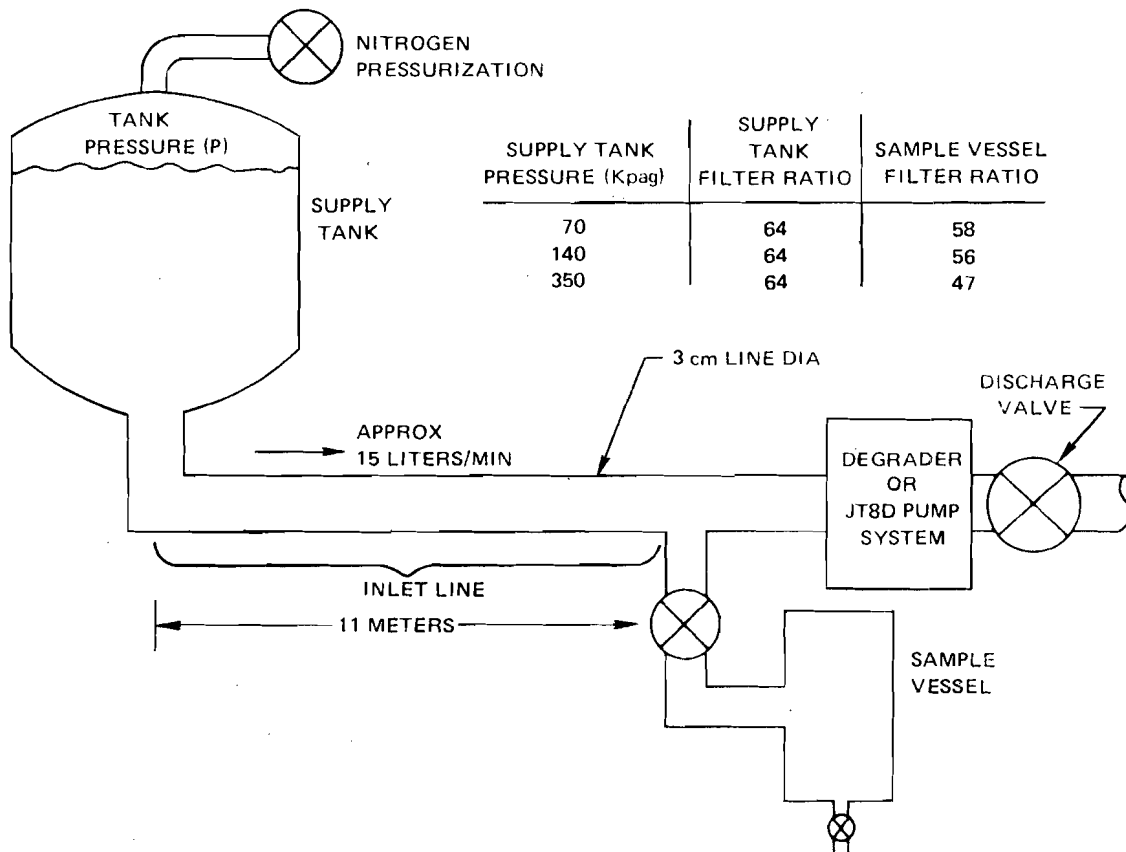 NITROGEN
PRESSURIZATION
TANK
PRESSURE (P)
SUPPLY
TANK
SUPPLY TANK
PRESSURE (Kpag)
SUPPLY
TANK
FILTER RATIO
SAMPLE VESSEL
FILTER RATIO
70 64 58
140 64 56
350 64 47
3 cm LINE DIA
DISCHARGE
VALVE
APPROX
15 LITERS/MIN
DEGRADER
OR
JT8D PUMP
SYSTEM
INLET LINE
11 METERS
SAMPLE
VESSEL